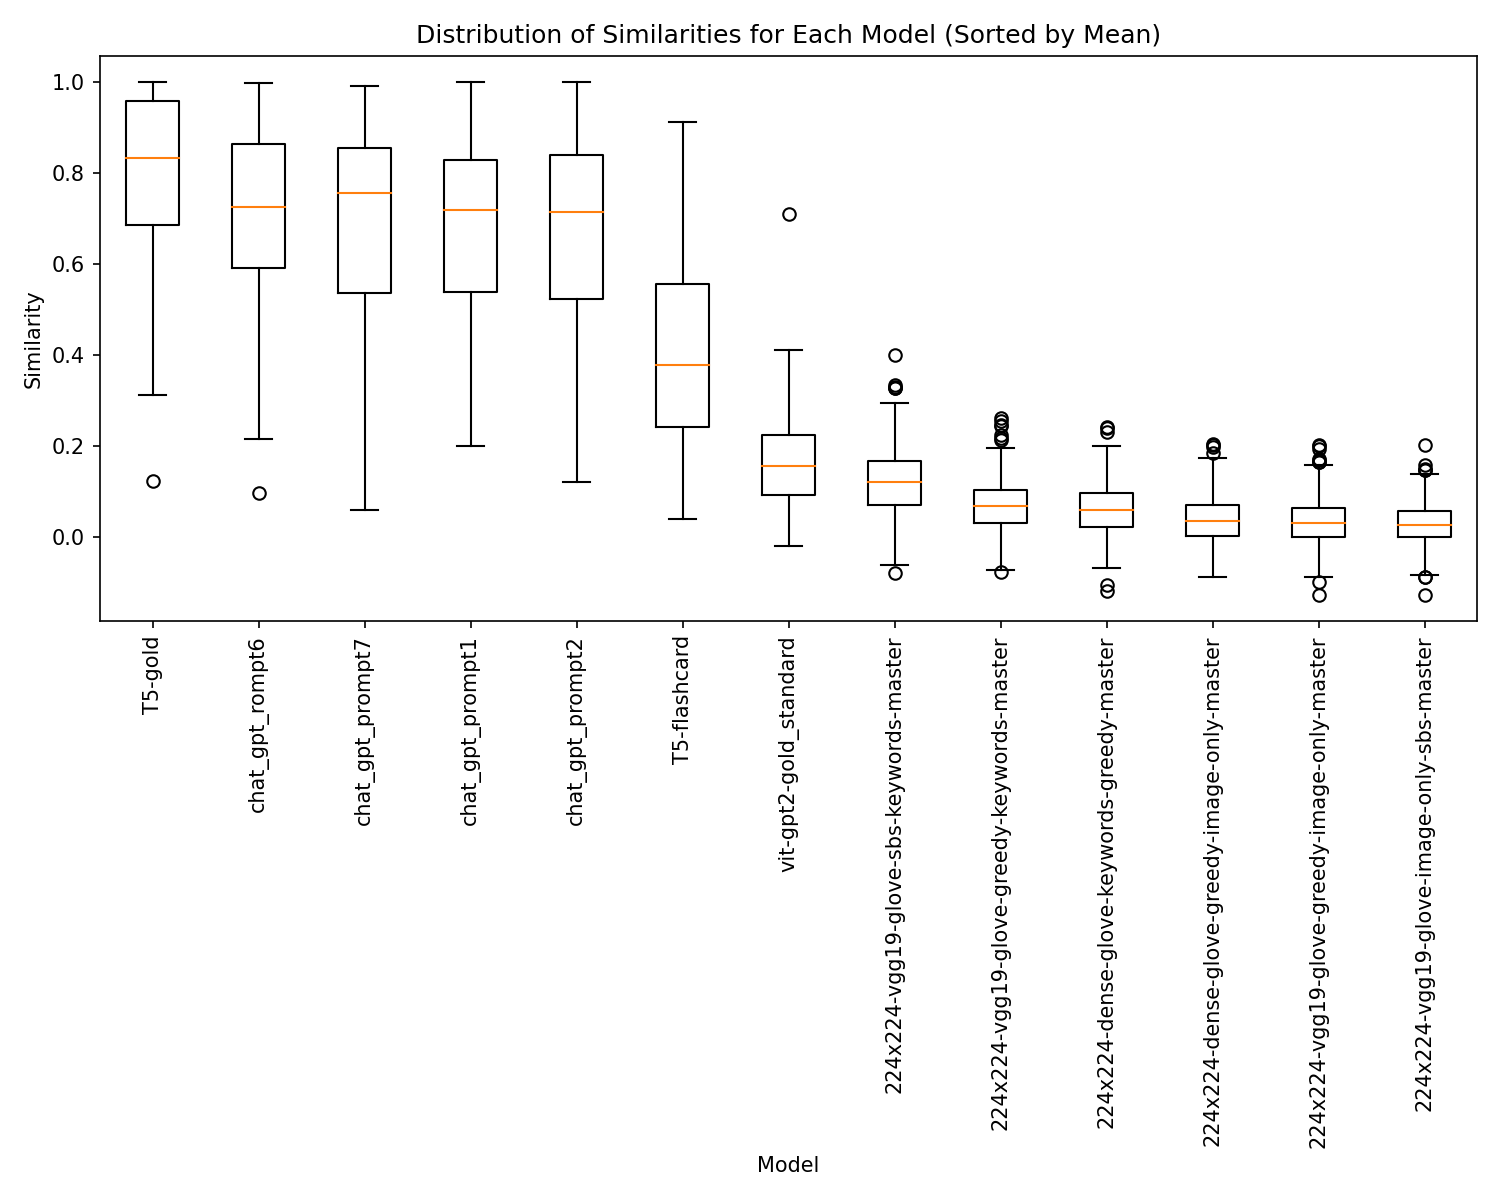 Distribution of Similarities for Each Model (Sorted by Mean)
Similarity
1.0
0.8
0.6
0.4
0.2
0.0
T5-gold
chat_gpt_rompt6
chat_gpt_prompt7
chat_gpt_prompt1
chat_gpt_prompt2
T5-flashcard
vit-gpt2-gold_standard
224x224-vgg19-glove-sbs-keywords-master
224x224-vgg19-glove-greedy-keywords-master
224x224-dense-glove-keywords-greedy-master
224x224-dense-glove-greedy-image-only-master
224x224-vgg19-glove-greedy-image-only-master
224x224-vgg19-glove-image-only-sbs-master
Model